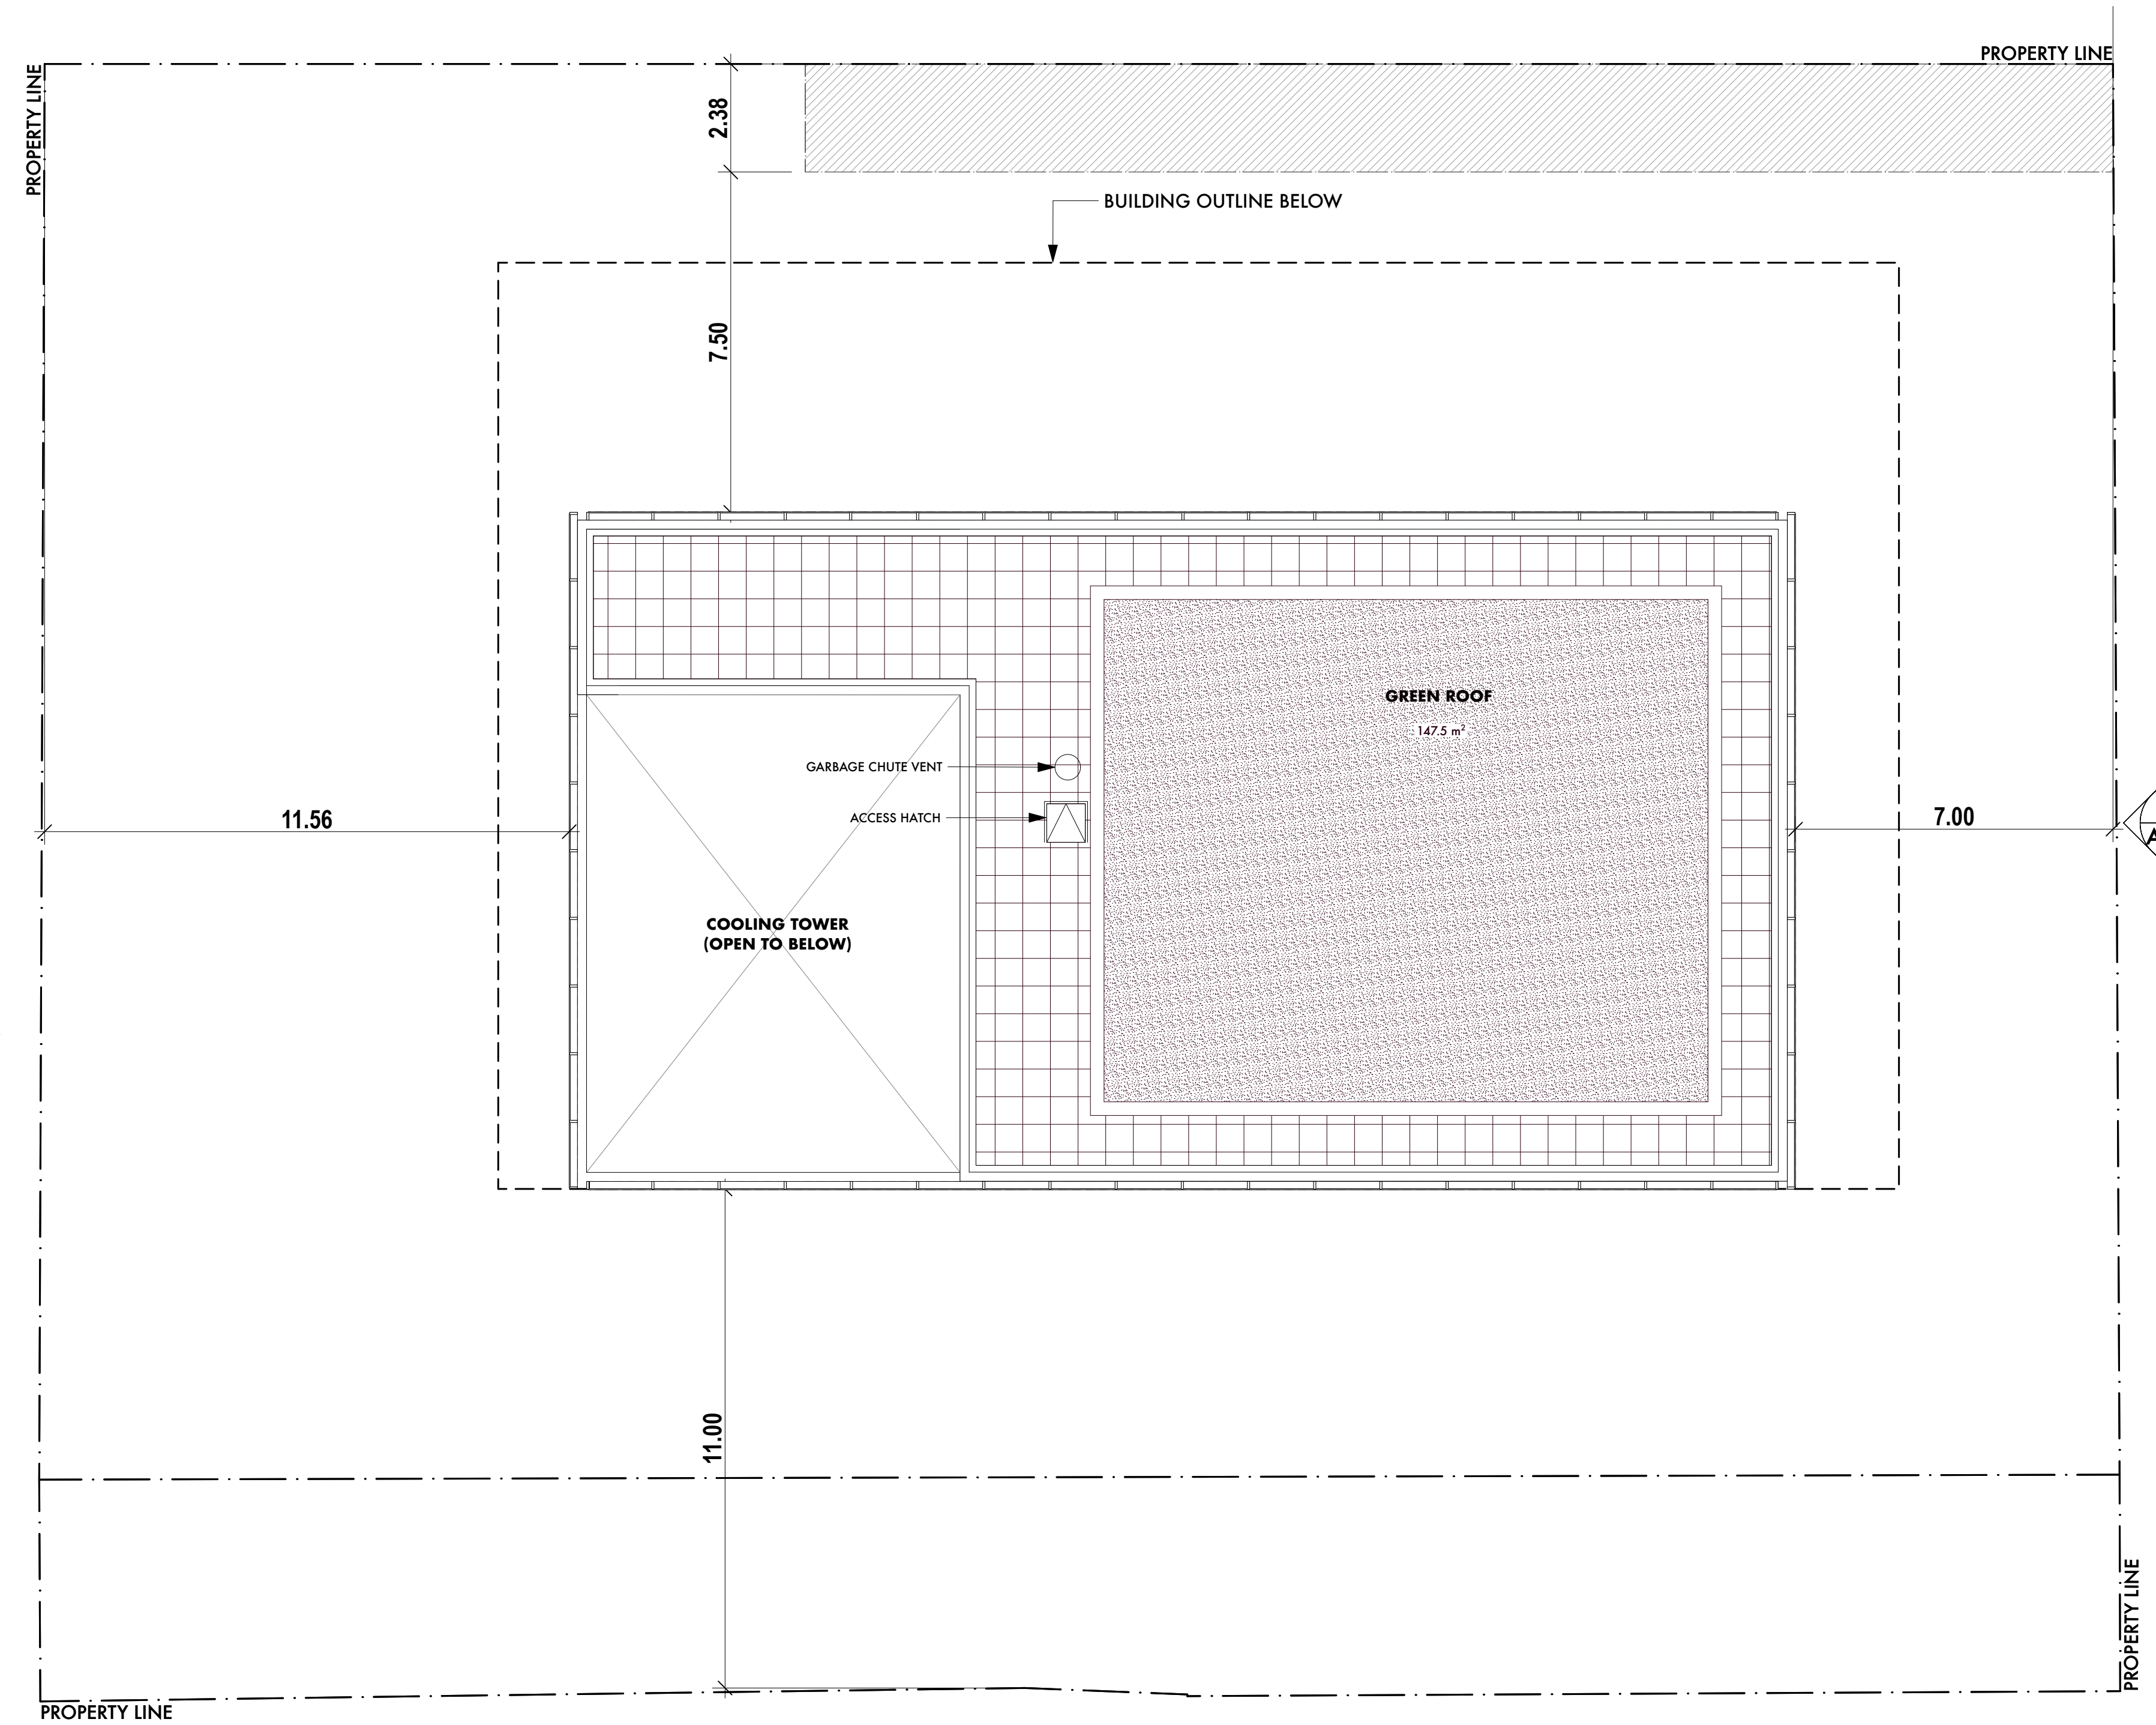 PROPERTY LINE
PROPERTY LINE
2.38
BUILDING OUTLINE BELOW
7.50
GREEN ROOF
147.5 m²
GARBAGE CHUTE VENT
ACCESS HATCH
11.56
7.00
A
COOLING TOWER
(OPEN TO BELOW)
11.00
PROPERTY LINE
PROPERTY LINE